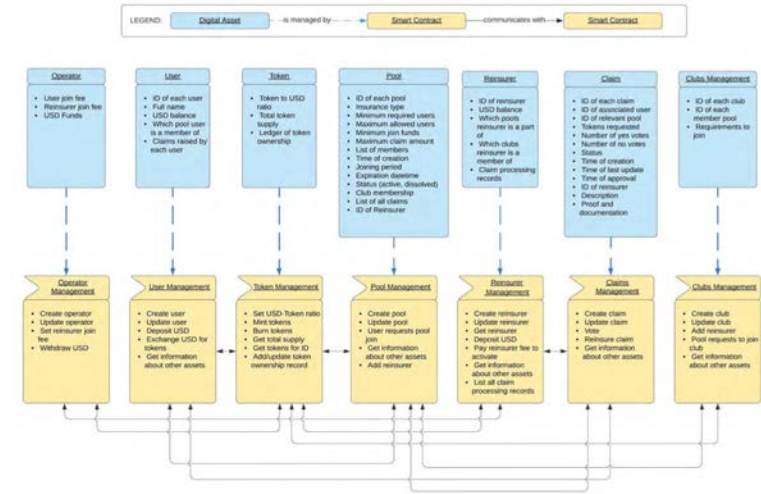 LEGEND: Digital Asset is managed by Smart Contract communicates with Smart Contract
Operator
User join fee
Reinsurer join fee
USD Funds
User
ID of each user
Full name
USD balance
Which pool user
is a member of
Claims raised by
each user
Token
Token to USD
ratio
Total token
supply
Ledger of token
ownership
Pool
ID of each pool
Insurance type
Minimum required users
Maximum allowed users
Minimum join funds
Maximum claim amount
List of members
Time of creation
Joining period
Expiration datetime
Status (active, dissolved)
Club membership
List of all claims
ID of Reinsurer
Reinsurer
ID of reinsurer
USD balance
Which pools
reinsurer is a part
of
Which clubs
reinsurer is a
member of
Claim processing
records
Claim
ID of each claim
ID of associated user
ID of relevant pool
Tokens requested
Number of yes votes
Number of no votes
Status
Time of creation
Time of last update
Time of approval
ID of reinsurer
Description
Proof and
documentation
Clubs Management
ID of each
club
ID of each
member pool
Requirements to
join
Operator
Management
Create operator
Update operator
Set reinsurer join
fee
Withdraw USD
User Management
Create user
Update user
Deposit USD
Exchange USD for
tokens
Get information
about other assets
Token Management
Set USD-Token ratio
Mint tokens
Burn tokens
Get total supply
Get tokens for ID
Add/update token
ownership record
Pool Management
Create pool
Update pool
User requests pool
join
Get information
about other assets
Add reinsurer
Reinsurer
Management
Create reinsurer
Update reinsurer
Get reinsurer
Deposit USD
Pay reinsurer fee to
activate
Get information
about other assets
List all claim
processing records
Claims
Management
Create claim
Update claim
Vote
Reinsure claim
Get information
about other assets
Clubs Management
Create club
Update club
Add reinsurer
Pool requests to join
club
Get information
about other assets